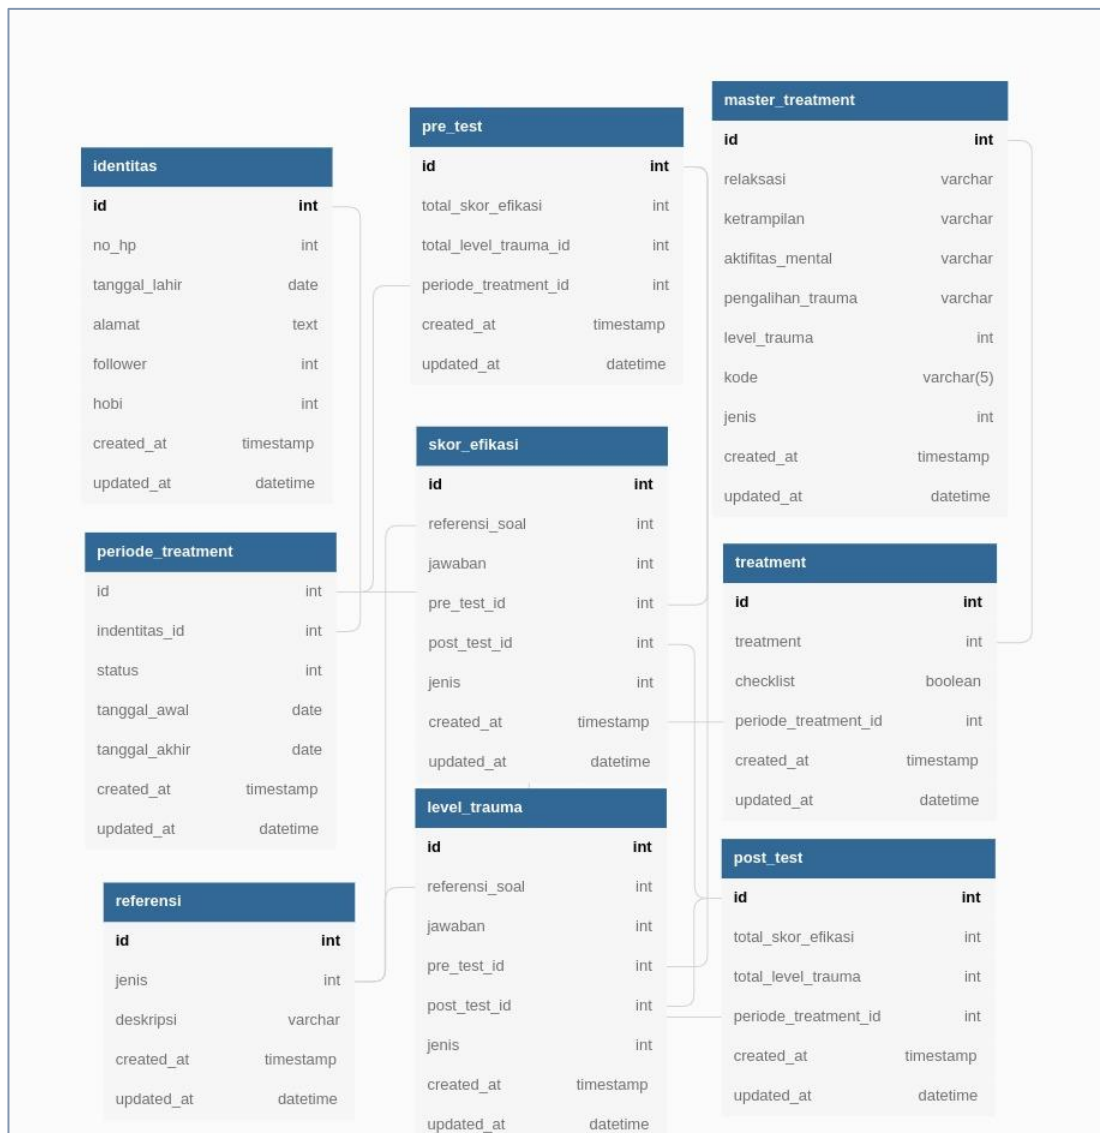 identitas
id int
no_hp int
tanggal_lahir date
alamat text
follower int
hobi int
created_at timestamp
updated_at datetime
periode_treatment
id int
indentitas_id int
status int
tanggal_awal date
tanggal_akhir date
created_at timestamp
updated_at datetime
referensi
id int
jenis int
deskripsi varchar
created_at timestamp
updated_at datetime
pre_test
id int
total_skor_efikasi int
total_level_trauma_id int
periode_treatment_id int
created_at timestamp
updated_at datetime
skor_efikasi
id int
referensi_soal int
jawaban int
pre_test_id int
post_test_id int
jenis int
created_at timestamp
updated_at datetime
level_trauma
id int
referensi_soal int
jawaban int
pre_test_id int
post_test_id int
jenis int
created_at timestamp
updated_at datetime
master_treatment
id int
relaksasi varchar
ketrampilan varchar
aktifitas_mental varchar
pengalihan_trauma varchar
level_trauma int
kode varchar(5)
jenis int
created_at timestamp
updated_at datetime
treatment
id int
treatment int
checklist boolean
periode_treatment_id int
created_at timestamp
updated_at datetime
post_test
id int
total_skor_efikasi int
total_level_trauma int
periode_treatment_id int
created_at timestamp
updated_at datetime